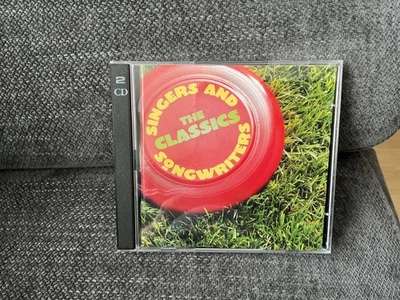 2
CD
SINGERS AND
THE
CLASSICS
SONGWRITERS